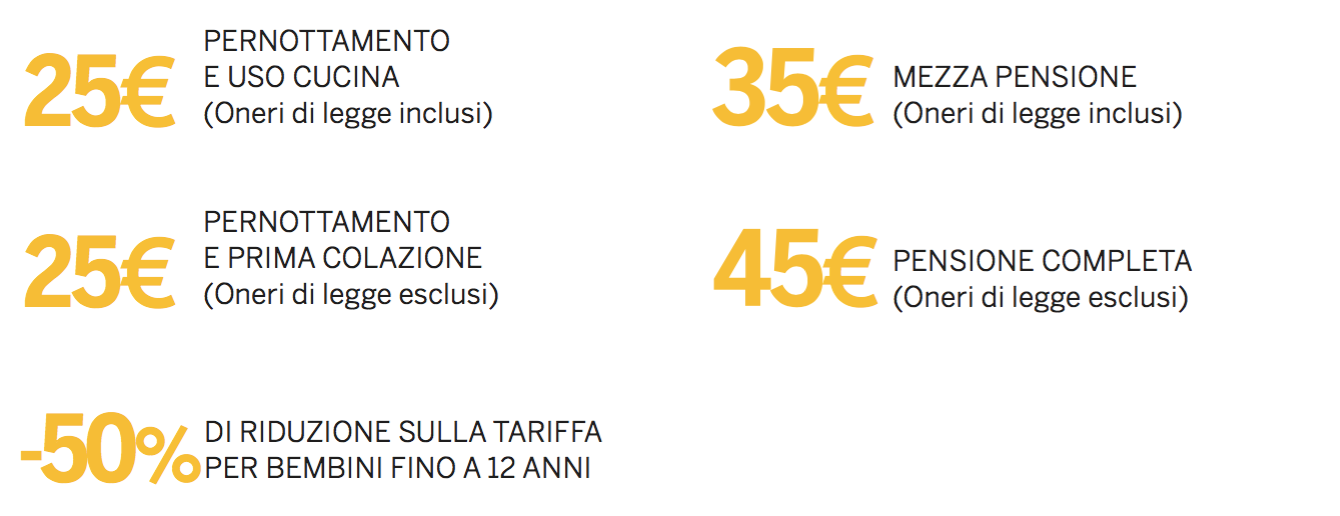 25€
PERNOTTAMENTO
E USO CUCINA
(Oneri di legge inclusi)
35€
MEZZA PENSIONE
(Oneri di legge inclusi)
25€
PERNOTTAMENTO
E PRIMA COLAZIONE
(Oneri di legge esclusi)
45€
PENSIONE COMPLETA
(Oneri di legge esclusi)
-50%
DI RIDUZIONE SULLA TARIFFA
PER BEMBINI FINO A 12 ANNI